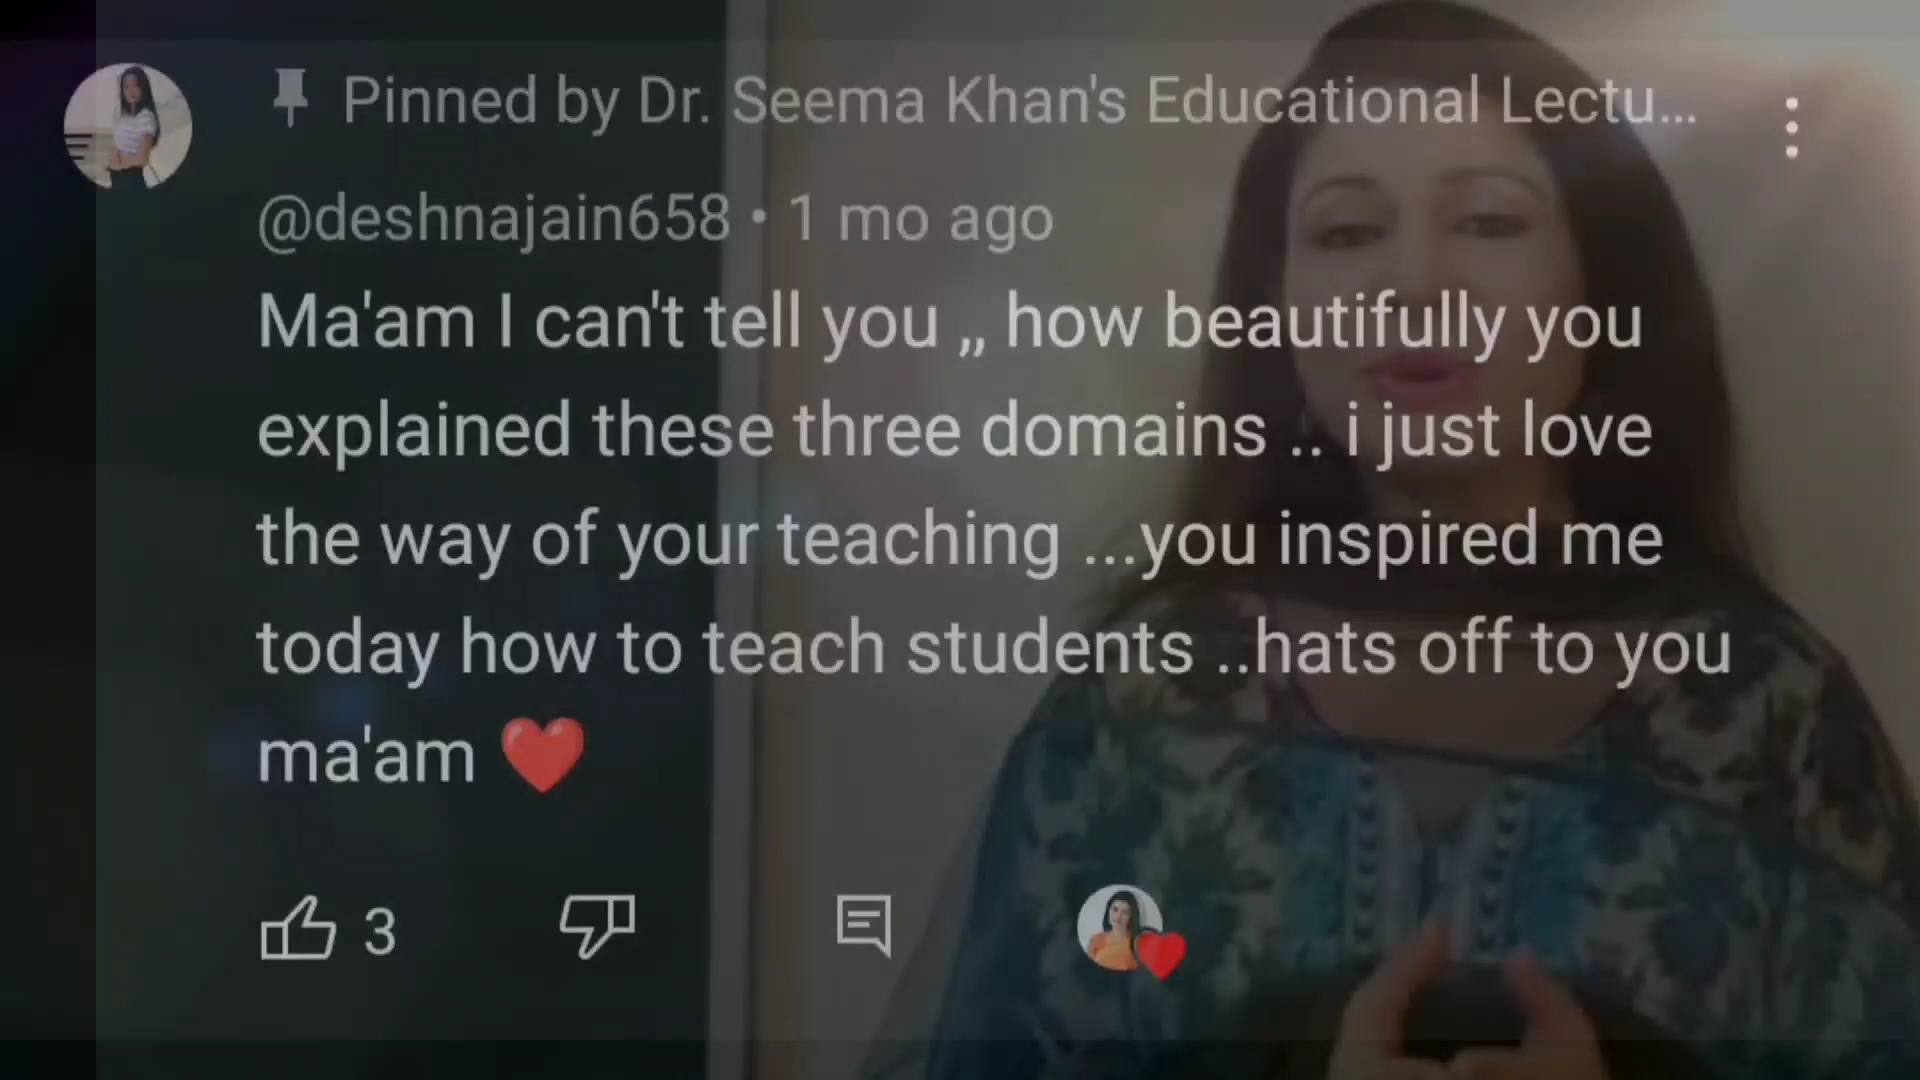 Pinned by Dr. Seema Khan's Educational Lectu...
@deshnajain658 • 1 mo ago
Ma'am I can't tell you ,, how beautifully you
explained these three domains .. i just love
the way of your teaching ...you inspired me
today how to teach students ..hats off to you
ma'am ❤️
3